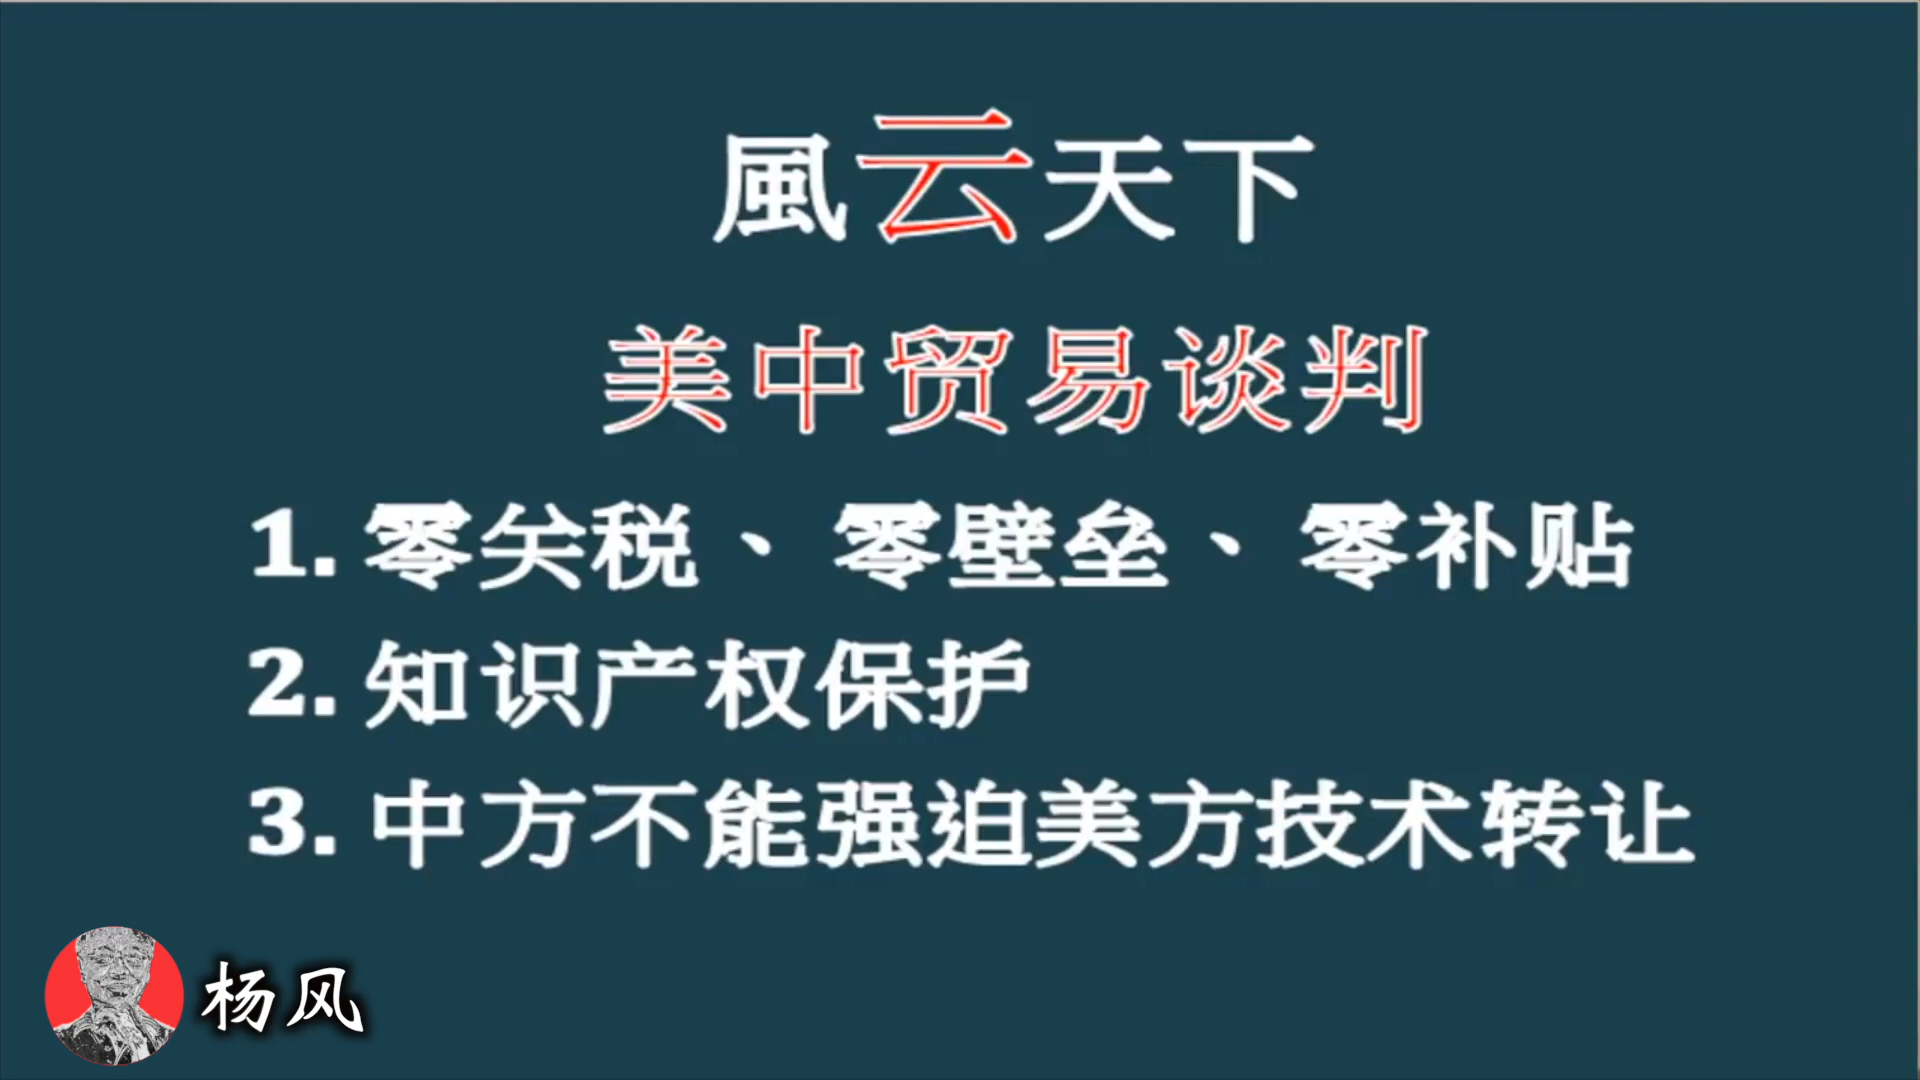 風云天下
美中贸易谈判
1. 零关税、零壁垒、零补贴
2. 知识产权保护
3. 中方不能强迫美方技术转让
杨风